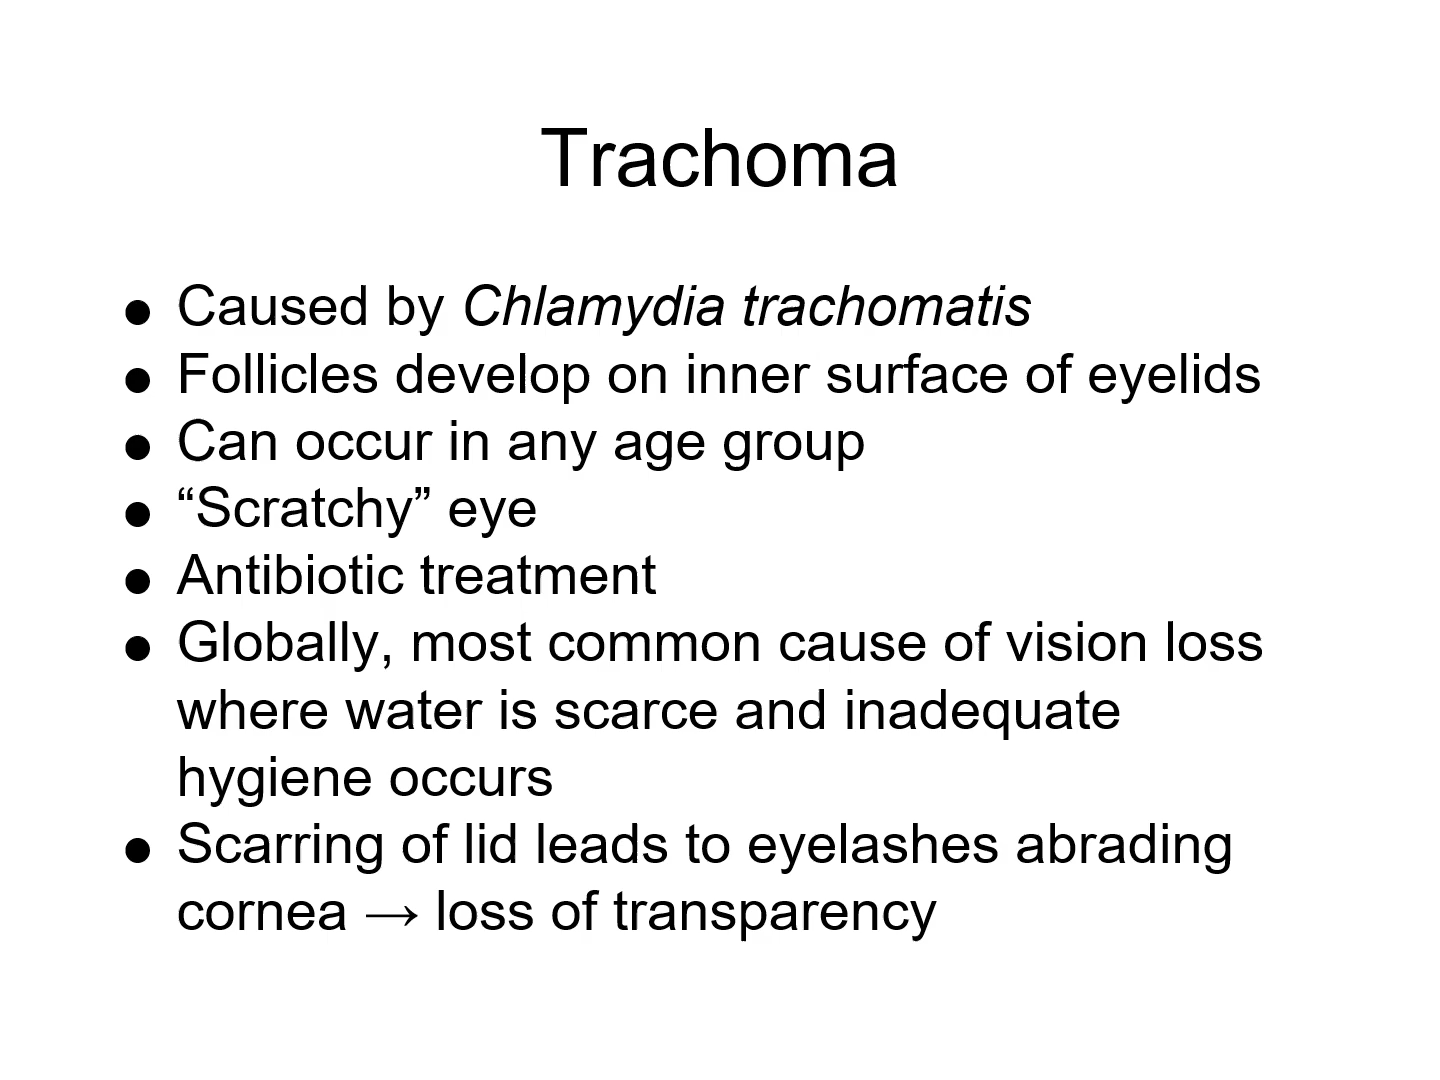 Trachoma
● Caused by Chlamydia trachomatis
● Follicles develop on inner surface of eyelids
● Can occur in any age group
● “Scratchy” eye
● Antibiotic treatment
● Globally, most common cause of vision loss
where water is scarce and inadequate
hygiene occurs
● Scarring of lid leads to eyelashes abrading
cornea → loss of transparency